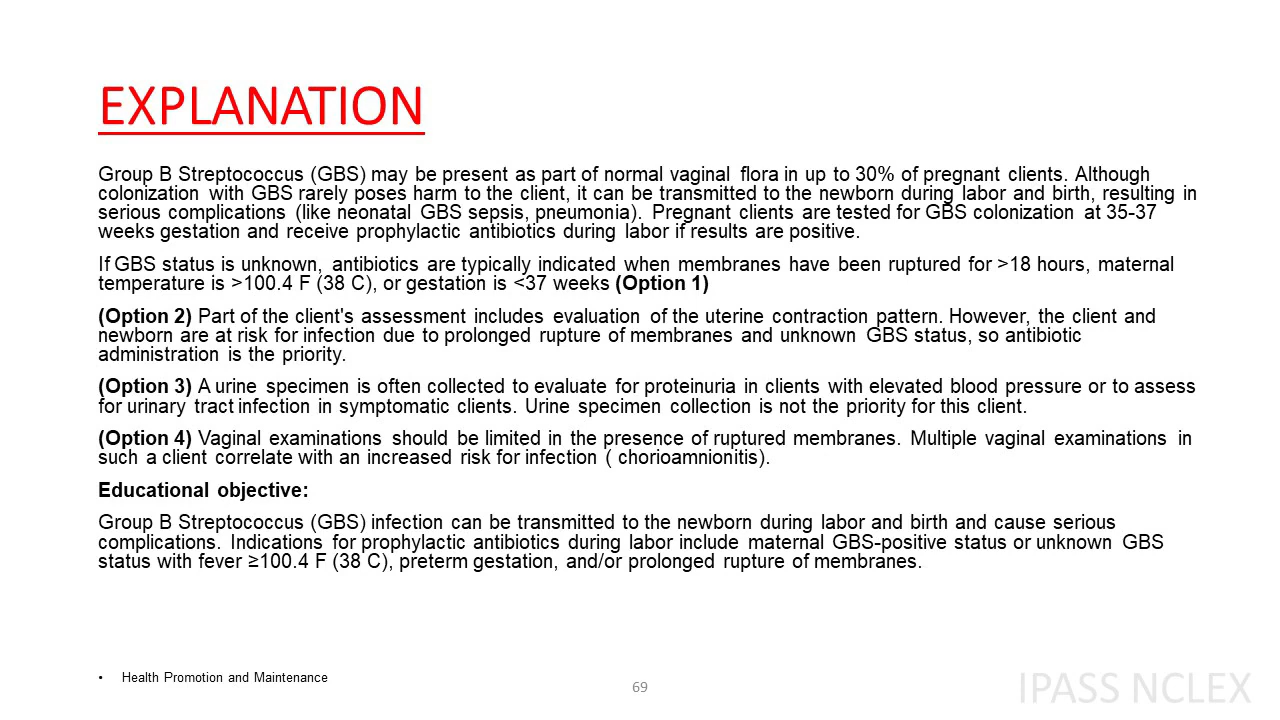 EXPLANATION
Group B Streptococcus (GBS) may be present as part of normal vaginal flora in up to 30% of pregnant clients. Although
colonization with GBS rarely poses harm to the client, it can be transmitted to the newborn during labor and birth, resulting in
serious complications (like neonatal GBS sepsis, pneumonia). Pregnant clients are tested for GBS colonization at 35-37
weeks gestation and receive prophylactic antibiotics during labor if results are positive.
If GBS status is unknown, antibiotics are typically indicated when membranes have been ruptured for >18 hours, maternal
temperature is >100.4 F (38 C), or gestation is <37 weeks (Option 1)
(Option 2) Part of the client's assessment includes evaluation of the uterine contraction pattern. However, the client and
newborn are at risk for infection due to prolonged rupture of membranes and unknown GBS status, so antibiotic
administration is the priority.
(Option 3) A urine specimen is often collected to evaluate for proteinuria in clients with elevated blood pressure or to assess
for urinary tract infection in symptomatic clients. Urine specimen collection is not the priority for this client.
(Option 4) Vaginal examinations should be limited in the presence of ruptured membranes. Multiple vaginal examinations in
such a client correlate with an increased risk for infection ( chorioamnionitis).
Educational objective:
Group B Streptococcus (GBS) infection can be transmitted to the newborn during labor and birth and cause serious
complications. Indications for prophylactic antibiotics during labor include maternal GBS-positive status or unknown GBS
status with fever ≥100.4 F (38 C), preterm gestation, and/or prolonged rupture of membranes.
• Health Promotion and Maintenance
69
IPASS NCLEX